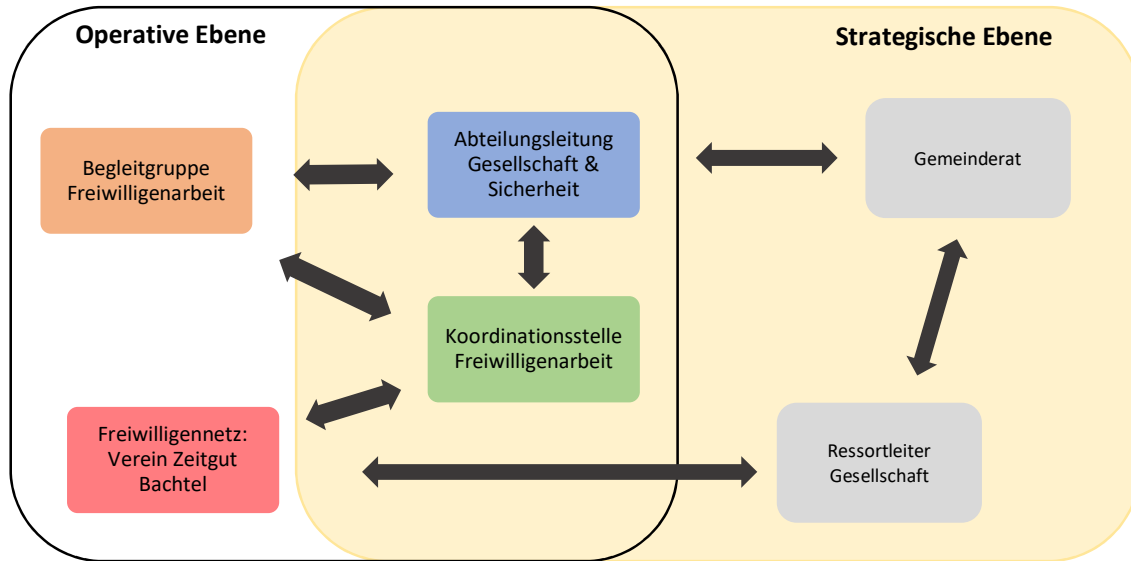 Operative Ebene
Strategische Ebene
Begleitgruppe
Freiwilligenarbeit
Abteilungsleitung
Gesellschaft &
Sicherheit
Gemeinderat
Koordinationsstelle
Freiwilligenarbeit
Freiwilligennetz:
Verein Zeitgut
Bachtel
Ressortleiter
Gesellschaft